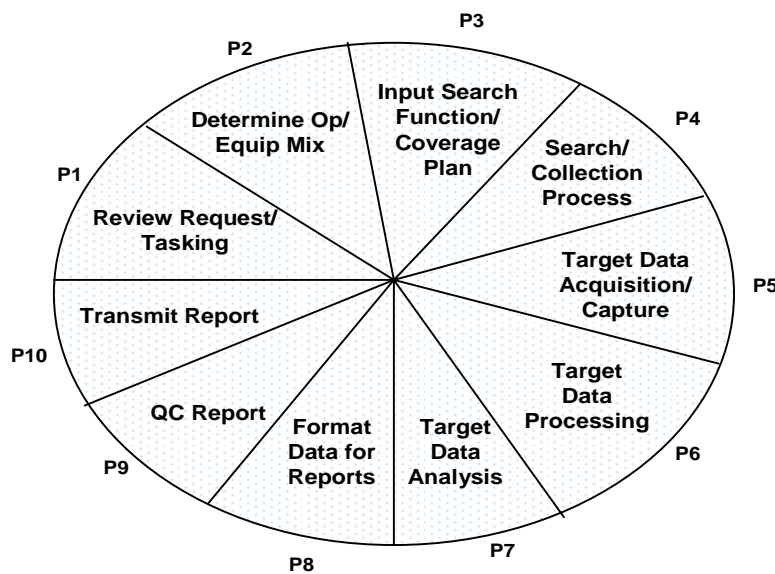 P1
Review Request/
Tasking
P2
Determine Op/
Equip Mix
P3
Input Search
Function/
Coverage
Plan
P4
Search/
Collection
Process
P5
Target Data
Acquisition/
Capture
P6
Target
Data
Processing
P7
Target
Data
Analysis
P8
Format
Data for
Reports
P9
QC Report
P10
Transmit Report